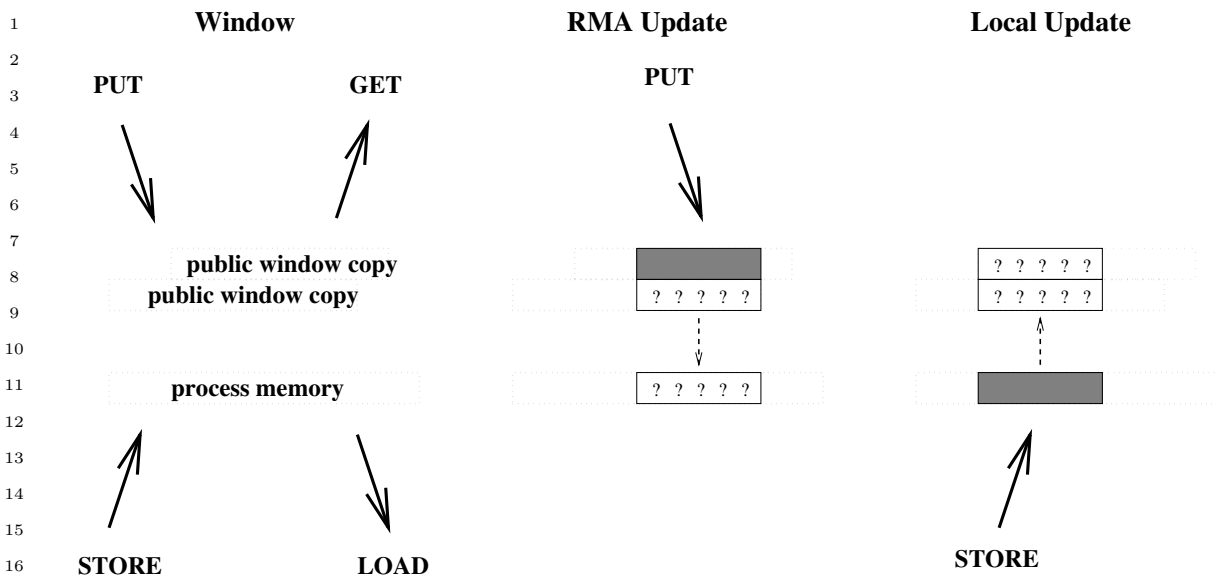 1 Window RMA Update Local Update
2
PUT GET PUT
3
4
5
6
7
public window copy ? ? ? ? ?
8
public window copy ? ? ? ? ? ? ? ? ? ?
9
10
11 process memory ? ? ? ? ?
12
13
14
15
16 STORE LOAD STORE